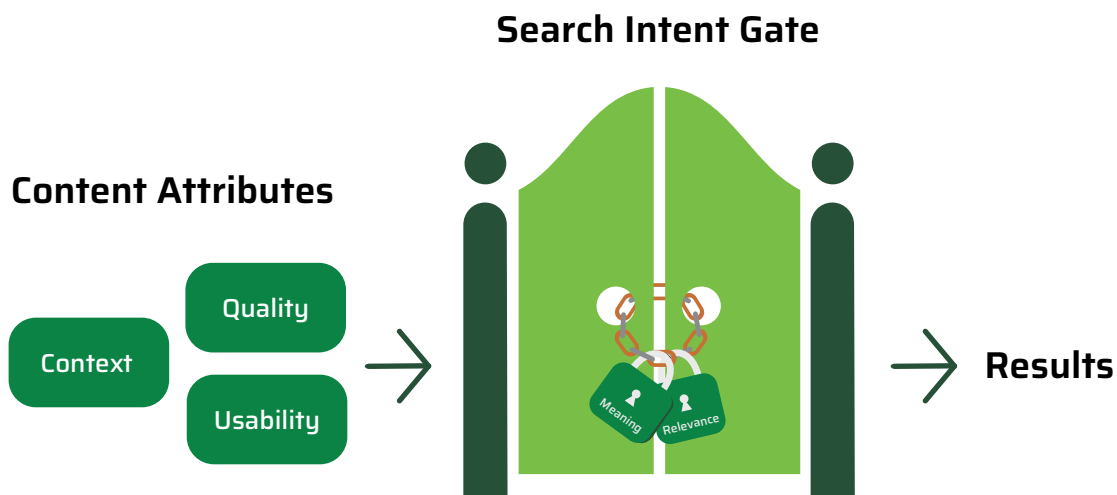 Search Intent Gate
Content Attributes
Quality
Context
Usability
Meaning
Relevance
Results